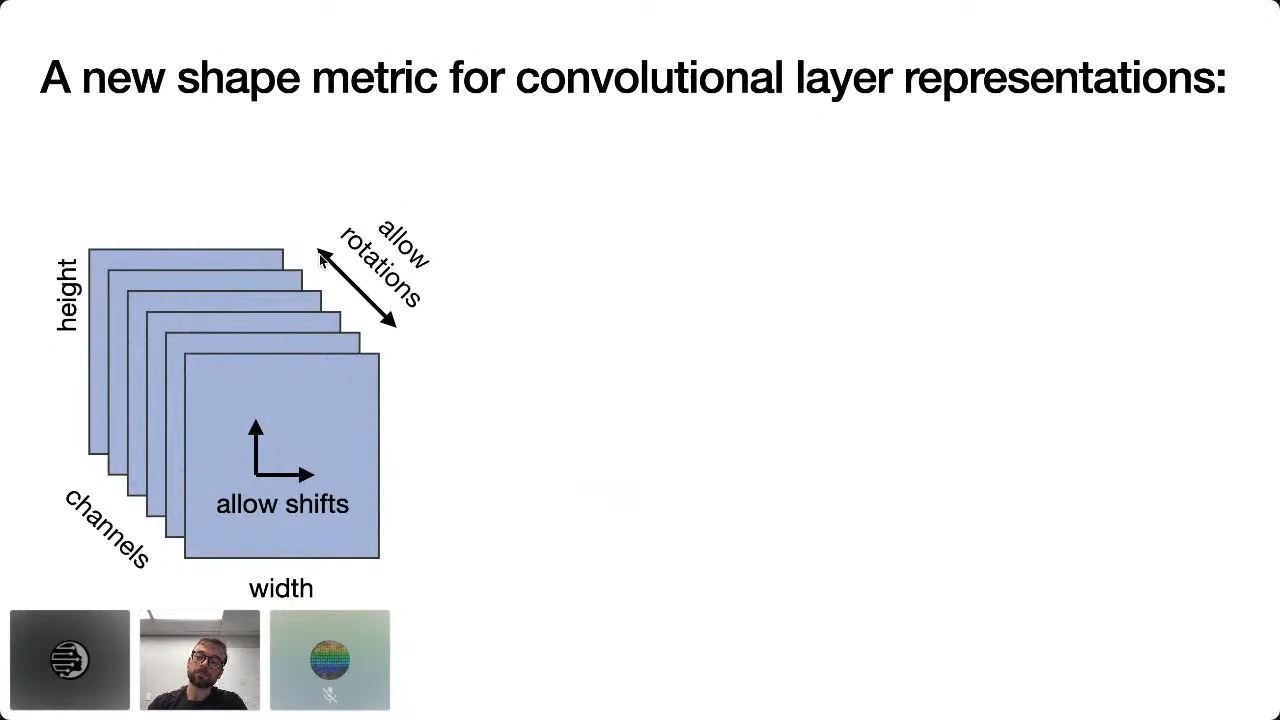 A new shape metric for convolutional layer representations:
allow
rotations
height
allow shifts
channels
width